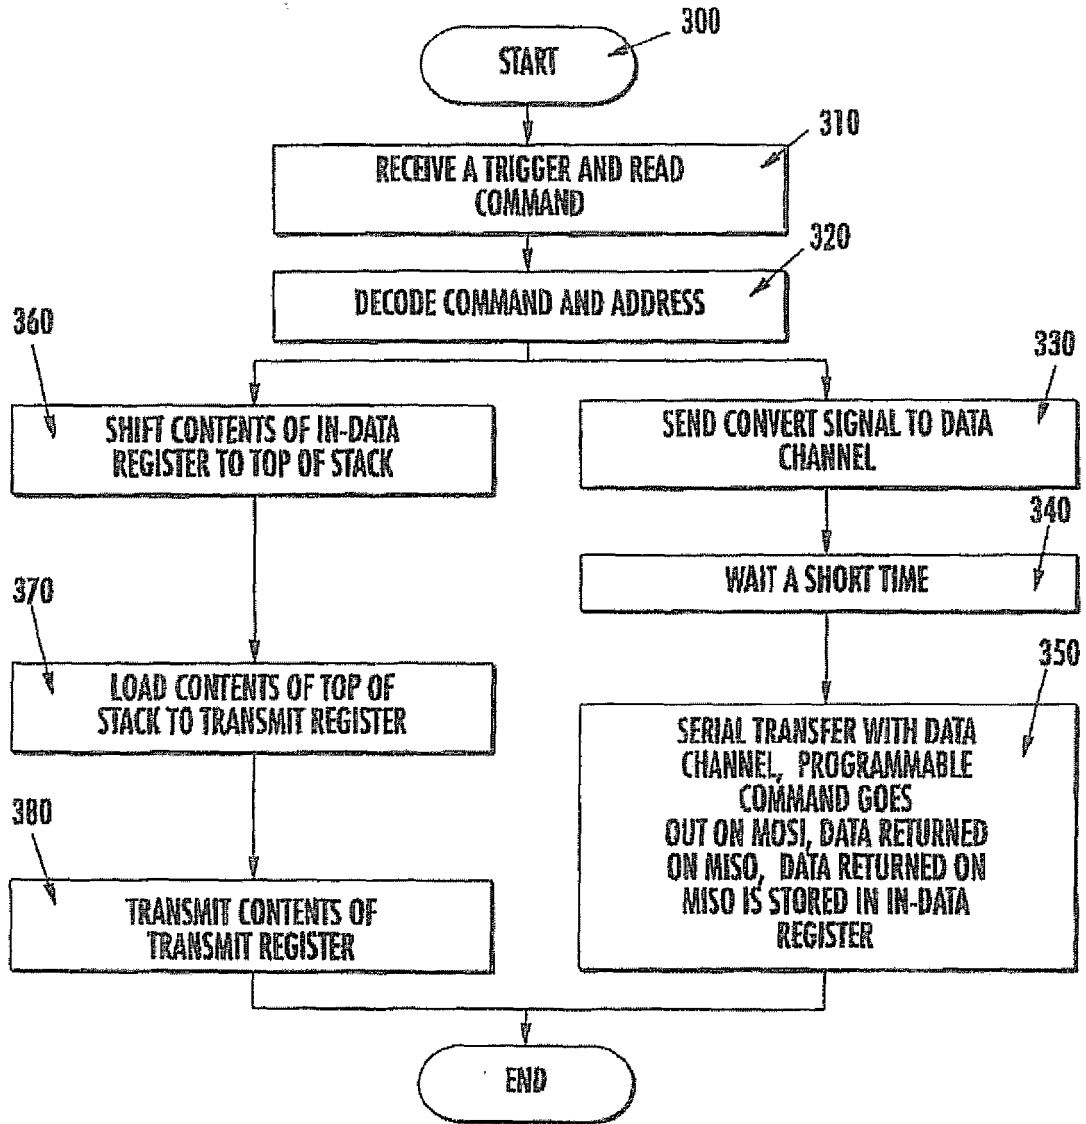 300
START
310
RECEIVE A TRIGGER AND READ
COMMAND
320
DECODE COMMAND AND ADDRESS
360
SHIFT CONTENTS OF IN-DATA
REGISTER TO TOP OF STACK
330
SEND CONVERT SIGNAL TO DATA
CHANNEL
340
WAIT A SHORT TIME
370
LOAD CONTENTS OF TOP OF
STACK TO TRANSMIT REGISTER
350
SERIAL TRANSFER WITH DATA
CHANNEL, PROGRAMMABLE
COMMAND GOES
OUT ON MOSI, DATA RETURNED
ON MISO, DATA RETURNED ON
MISO IS STORED IN IN-DATA
REGISTER
380
TRANSMIT CONTENTS OF
TRANSMIT REGISTER
END